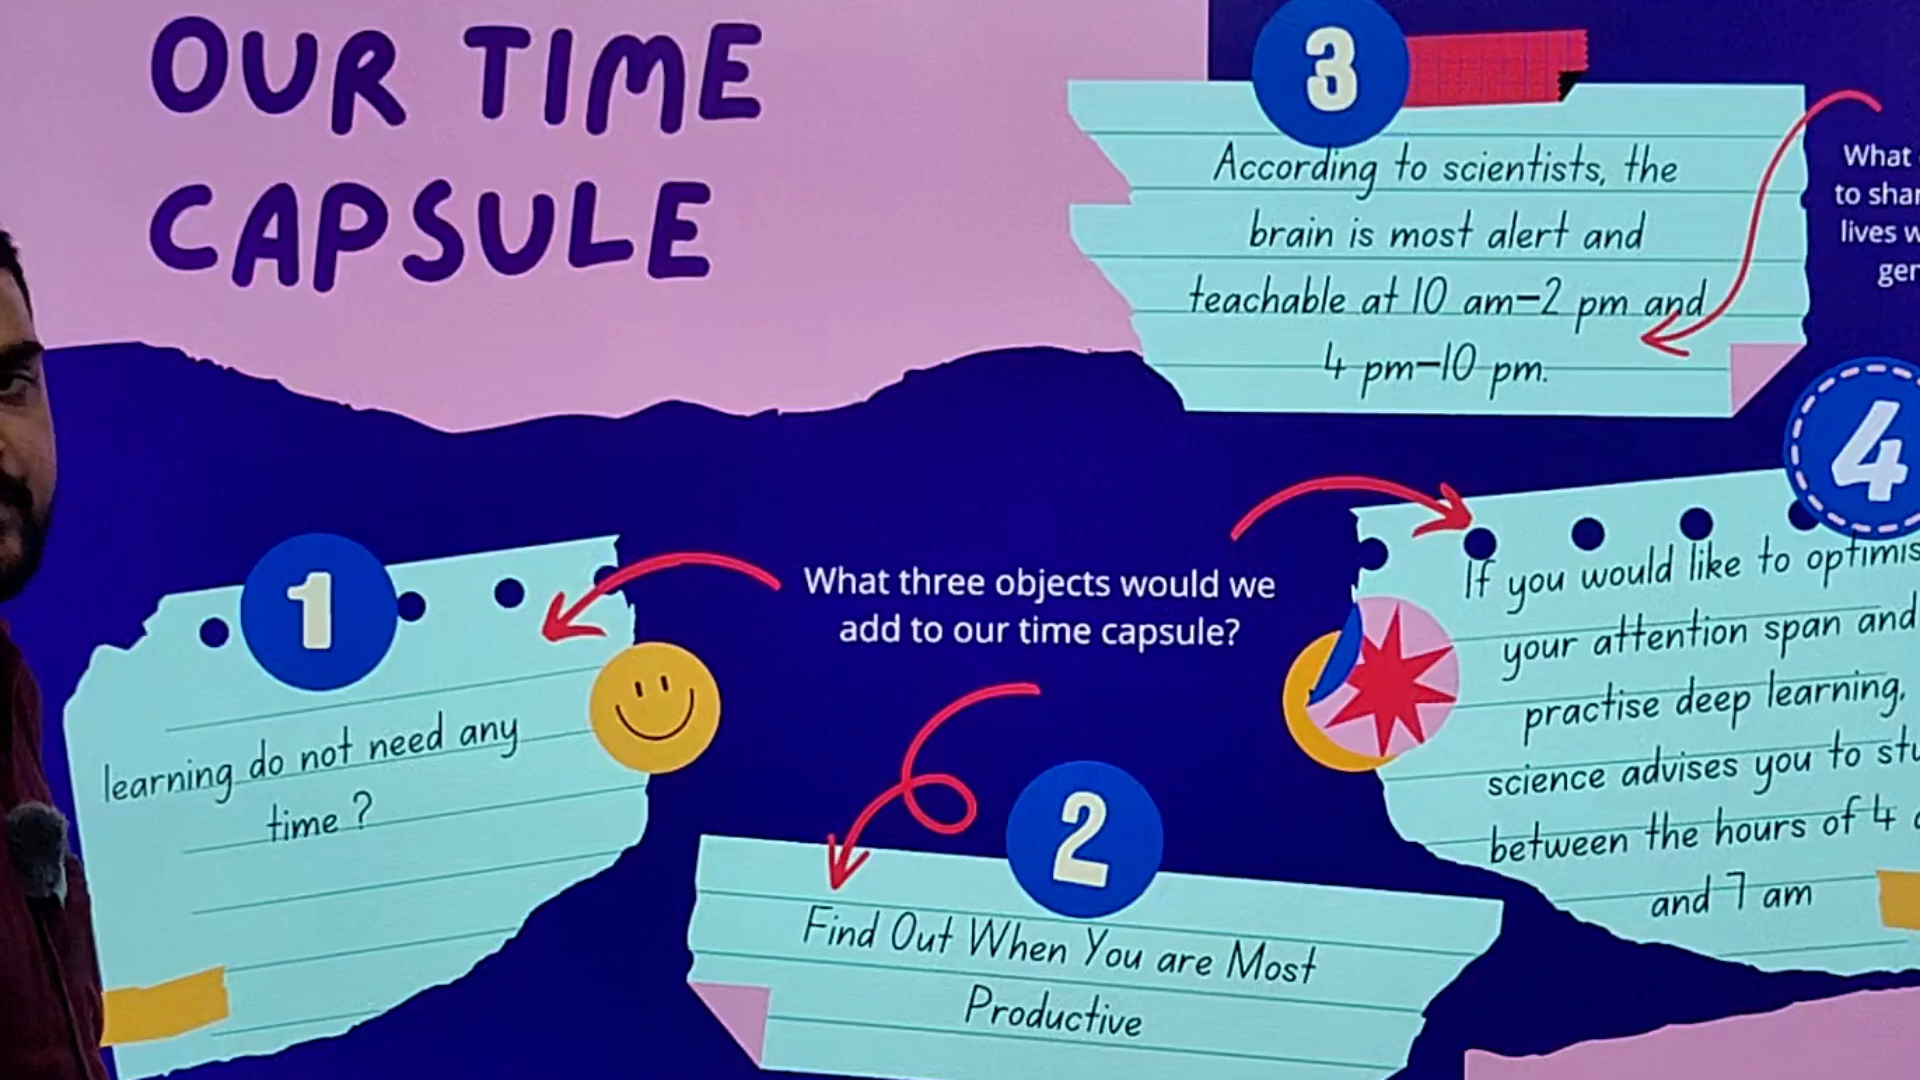 OUR TIME
CAPSULE
3
According to scientists, the
brain is most alert and
teachable at 10 am–2 pm and
4 pm–10 pm.
What
to
lives
4
If you would like to
your attention span and
practise deep learning,
science advises you to
between the hours of 4
and 7 am
What three objects would we
add to our time capsule?
1
learning do not need any
time ?
2
Find Out When You are Most
Productive